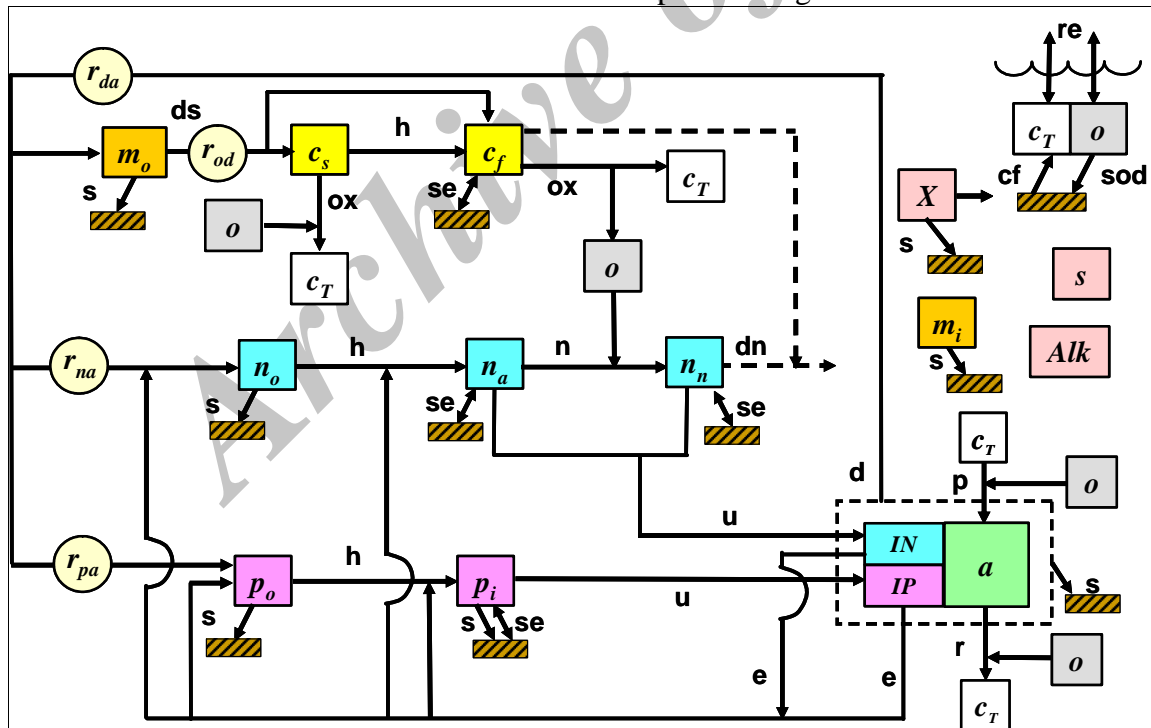 re
r_da
ds
h
m_o
r_od
c_s
c_f
c_T
o
s
ox
se
ox
c_T
cf
sod
X
o
s
c_T
o
s
m_i
s
Alk
r_na
h
n
dn
n_o
n_a
n_n
s
se
se
c_T
d
p
o
u
IN
a
r_pa
h
IP
p_o
p_i
u
s
s
s
se
r
o
e
e
c_T
Archive of